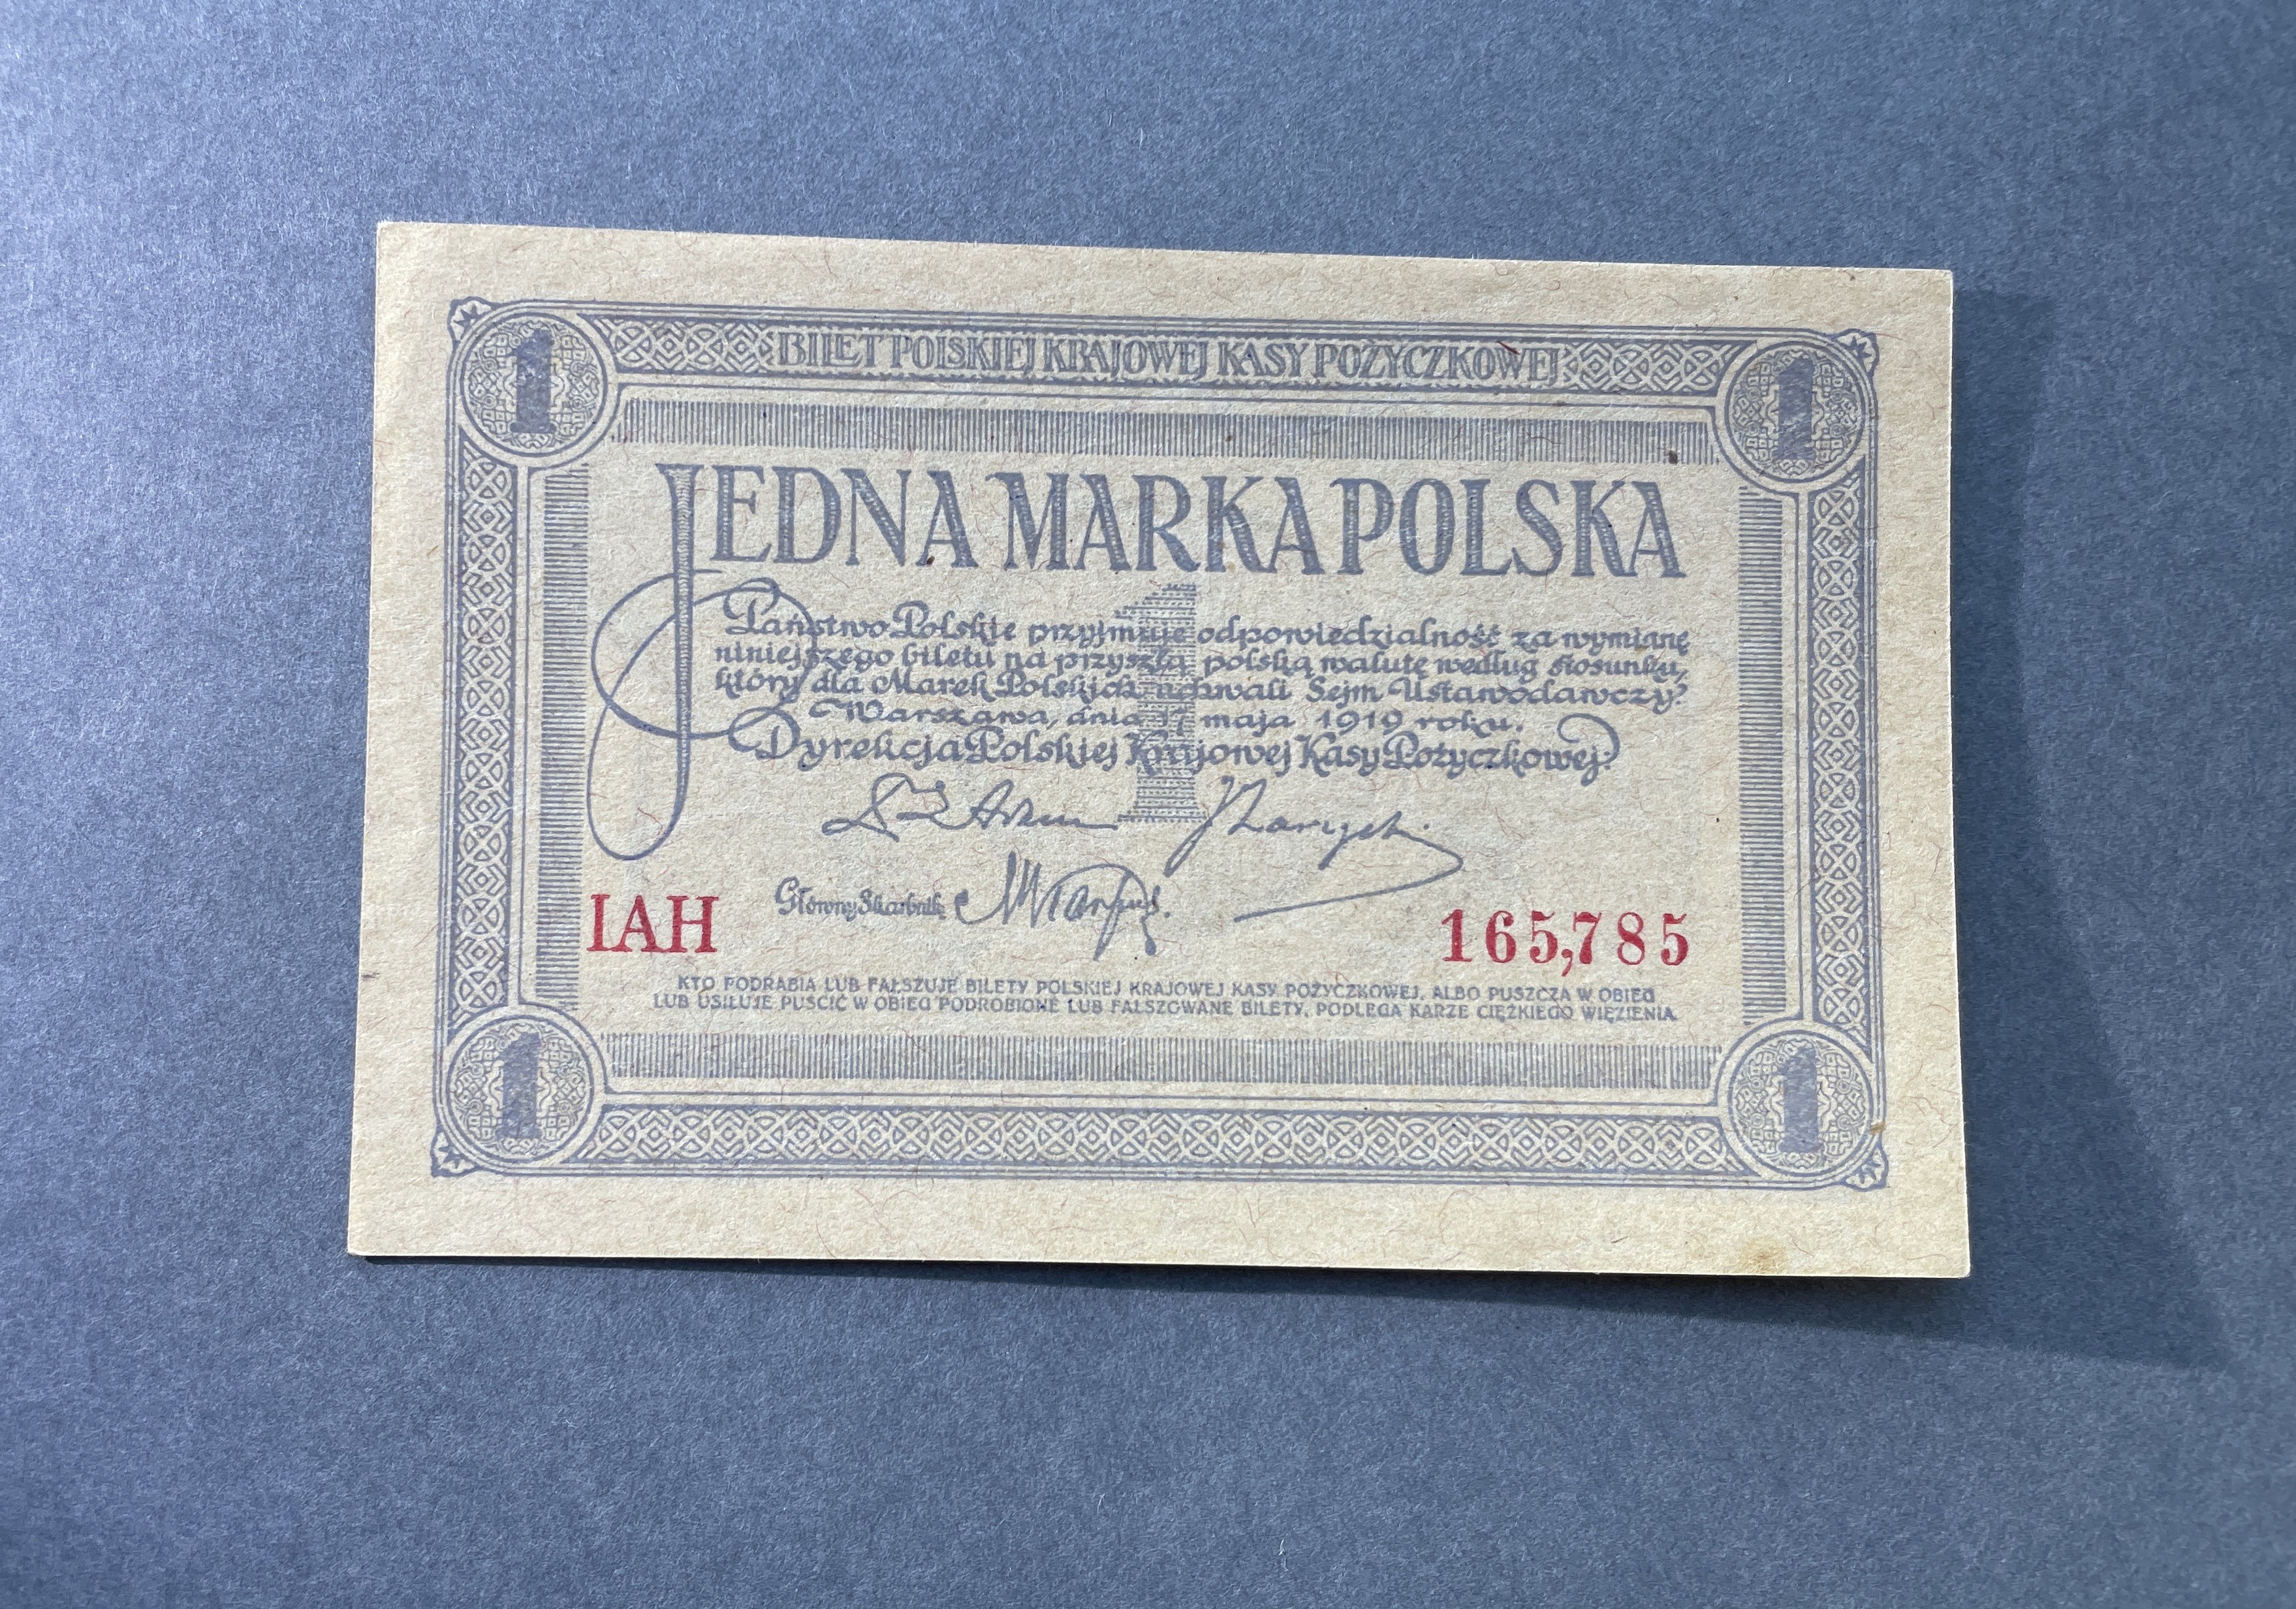 1 BILET POLSKIEJ KRAJOWEJ KASY POŻYCZKOWEJ 1
JEDNA MARKA POLSKA
1
Państwo Polskie przyjmuje odpowiedzialność za wymianę
niniejszego biletu na przyszłą polską walutę według stosunku,
który dla Marek Polskich uchwali Sejm Ustawodawczy.
Warszawa, dnia 17 maja 1919 roku.
Dyrekcja Polskiej Krajowej Kasy Pożyczkowej:
Główny Skarbnik
IAH 165,785
KTO PODRABIA LUB FAŁSZUJE BILETY POLSKIEJ KRAJOWEJ KASY POŻYCZKOWEJ, ALBO PUSZCZA W OBIEG
LUB USIŁUJE PUŚCIĆ W OBIEG PODROBIONE LUB FAŁSZOWANE BILETY, PODLEGA KARZE CIĘŻKIEGO WIĘZIENIA
1 1